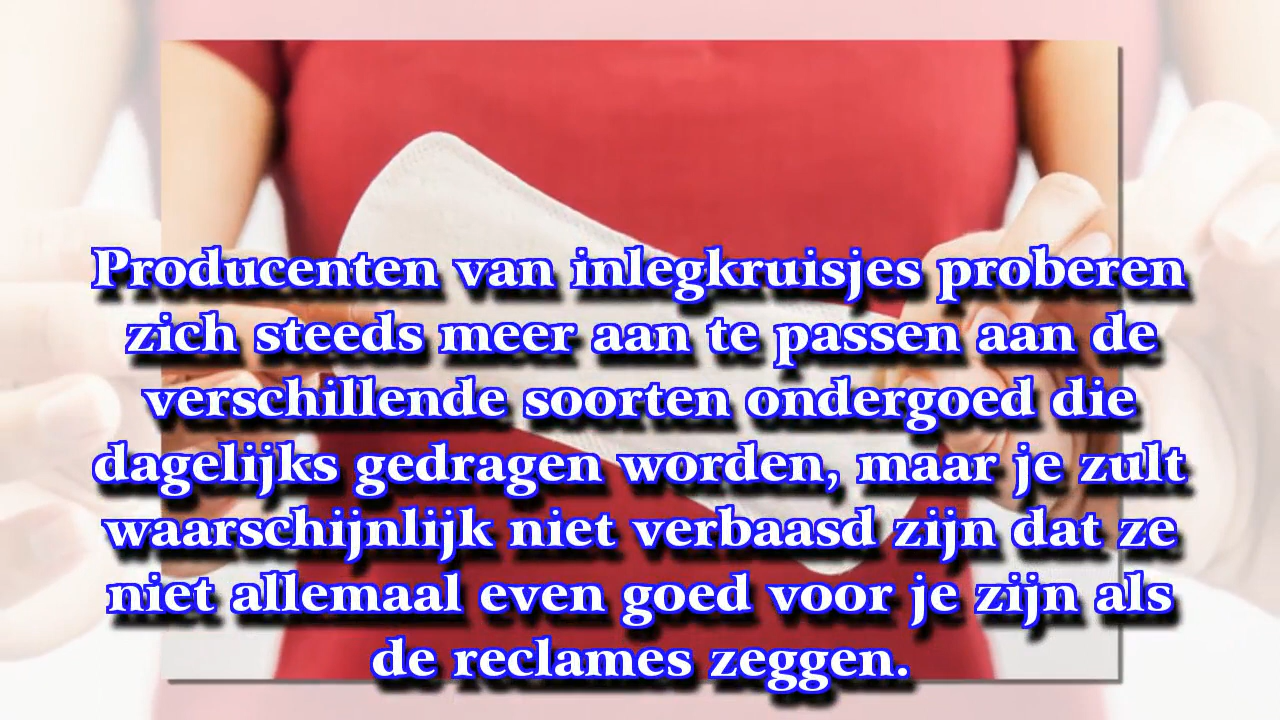 Producenten van inlegkruisjes proberen
zich steeds meer aan te passen aan de
verschillende soorten ondergoed die
dagelijks gedragen worden, maar je zult
waarschijnlijk niet verbaasd zijn dat ze
niet allemaal even goed voor je zijn als
de reclames zeggen.